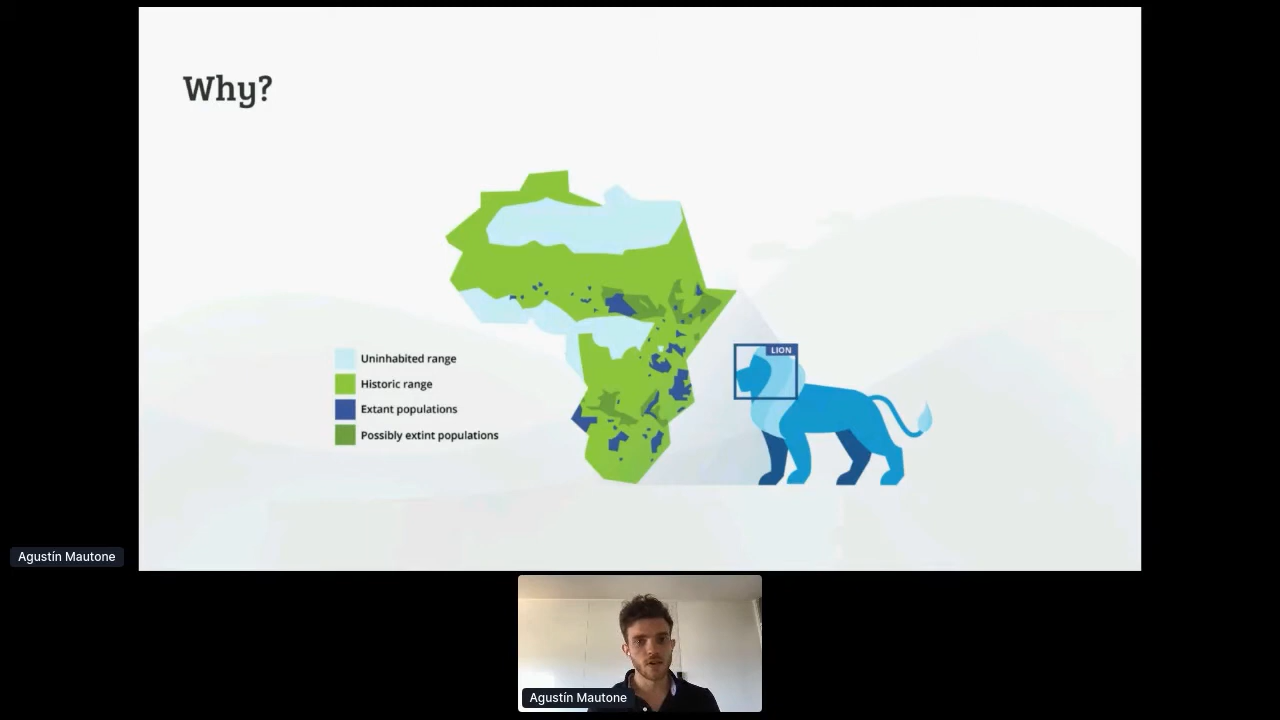 Why?
LION
Uninhabited range
Historic range
Extant populations
Possibly extint populations
Agustín Mautone
Agustín Mautone